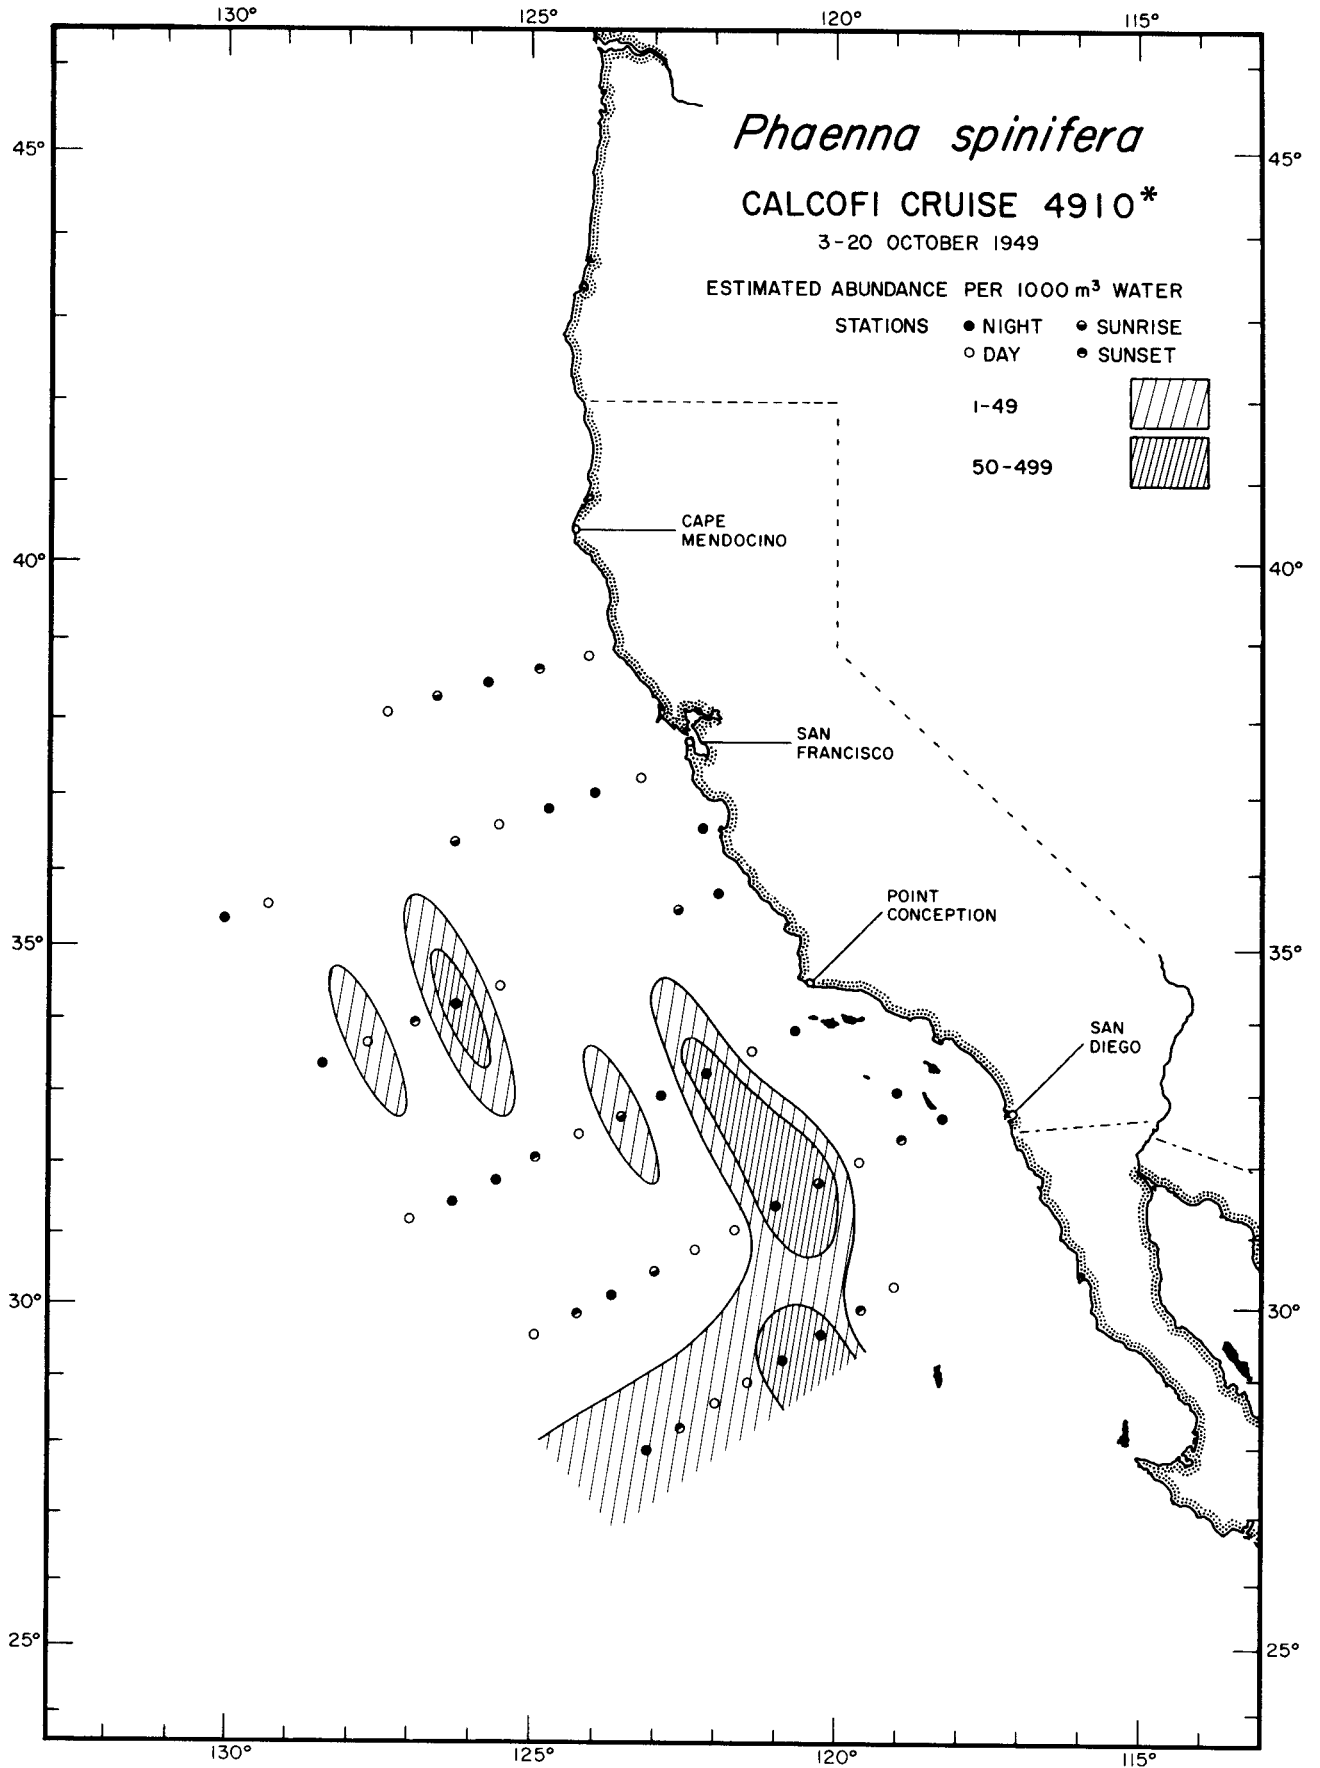 130° 125° 120° 115°
45° 45°
Phaenna spinifera
CALCOFI CRUISE 4910*
3-20 OCTOBER 1949
ESTIMATED ABUNDANCE PER 1000 m³ WATER
STATIONS ● NIGHT ◒ SUNRISE
○ DAY ◓ SUNSET
1-49
50-499
CAPE
MENDOCINO
40° 40°
SAN
FRANCISCO
POINT
CONCEPTION
35° 35°
SAN
DIEGO
30° 30°
25° 25°
130° 125° 120° 115°